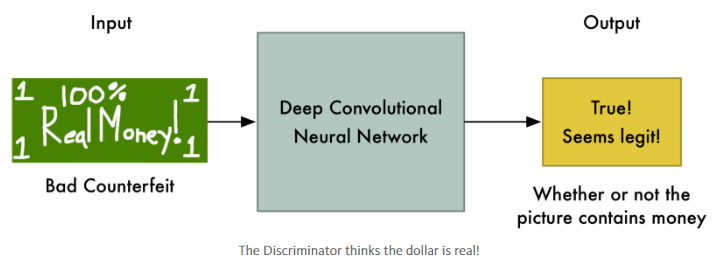 Input
Output
1 100% 1
Real Money!
1 1
Bad Counterfeit
Deep Convolutional
Neural Network
True!
Seems legit!
Whether or not the
picture contains money
The Discriminator thinks the dollar is real!